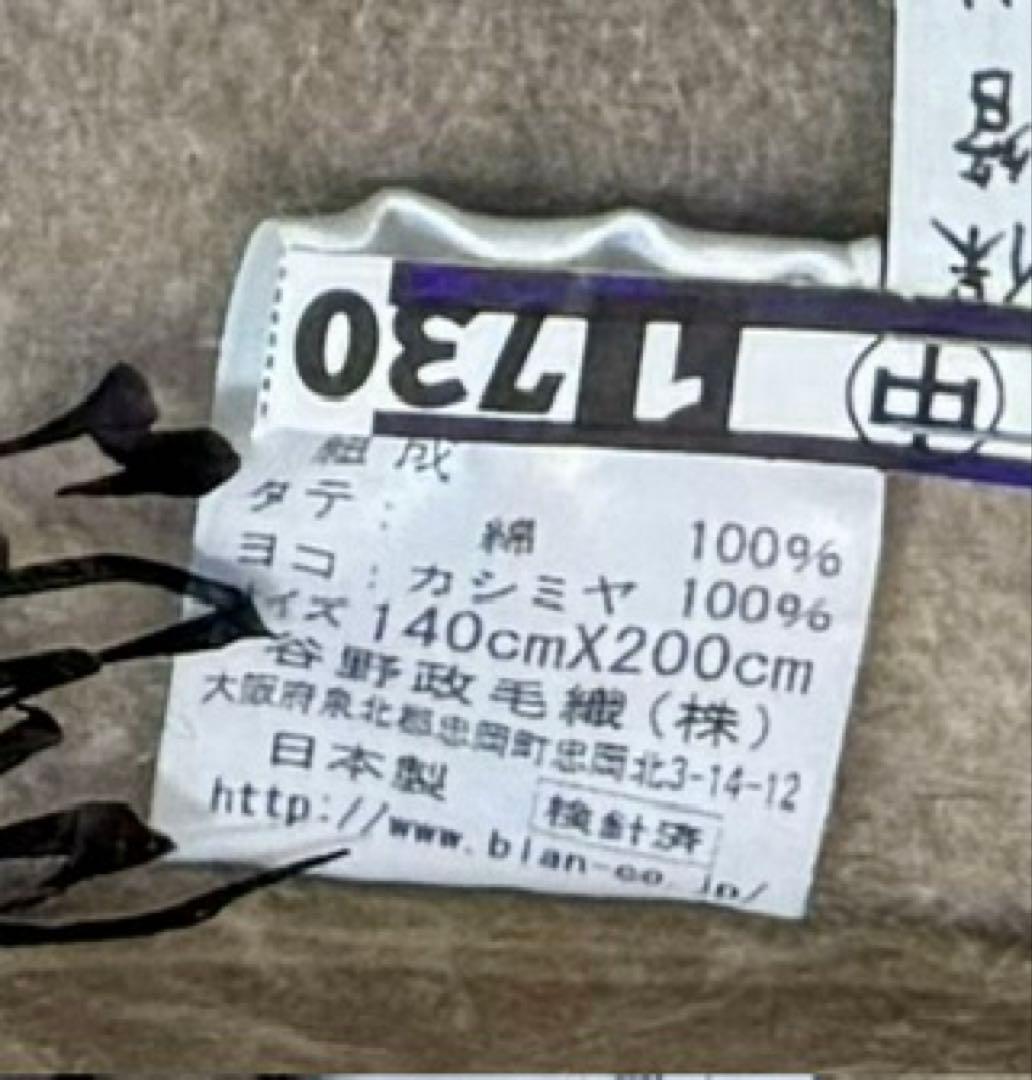 1 730
中
組成
タテ: 綿 100%
ヨコ: カシミヤ 100%
イズ 140cmX200cm
谷野政毛織(株)
大阪府泉北郡忠岡町忠岡北3-14-12
日本製
検針済
http://www.bian-co.jp/